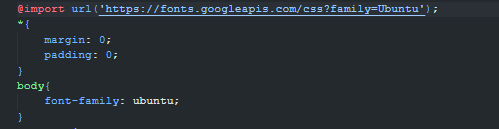 @import url('https://fonts.googleapis.com/css?family=Ubuntu');
*{
    margin: 0;
    padding: 0;
}
body{
    font-family: ubuntu;
}